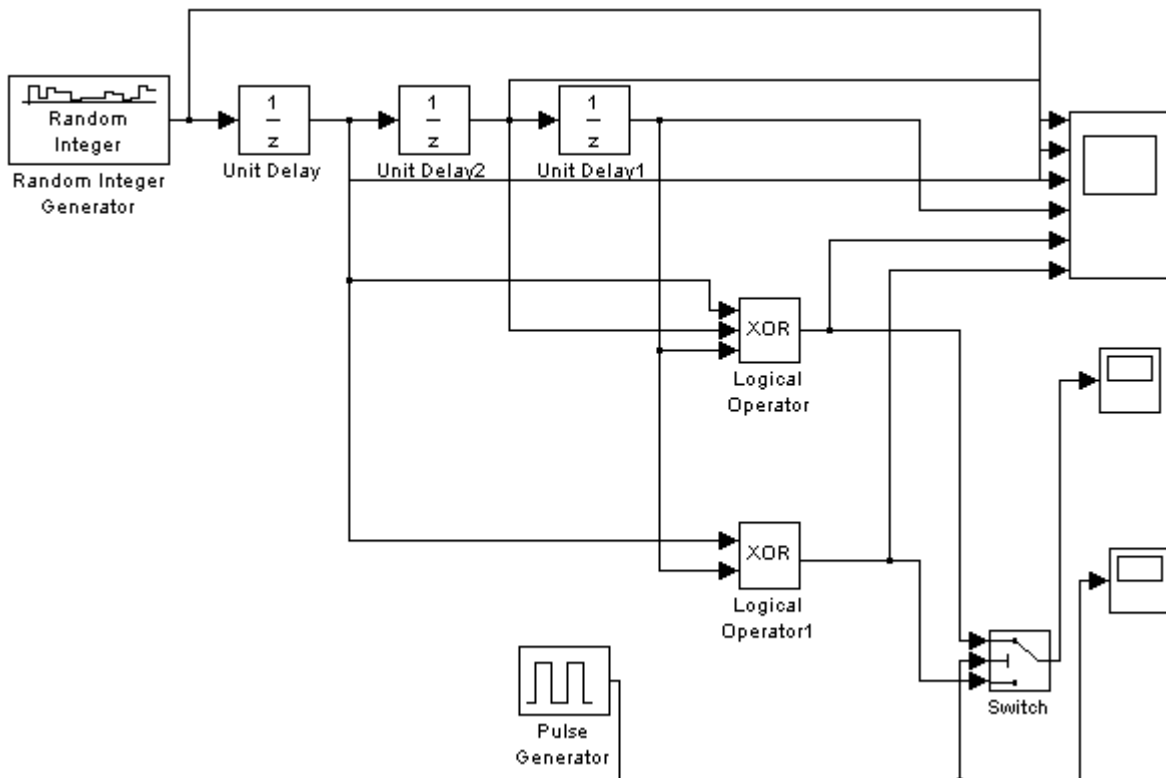 Random
Integer
Random Integer
Generator
1
z
Unit Delay
1
z
Unit Delay2
1
z
Unit Delay1
XOR
Logical
Operator
XOR
Logical
Operator1
Pulse
Generator
Switch